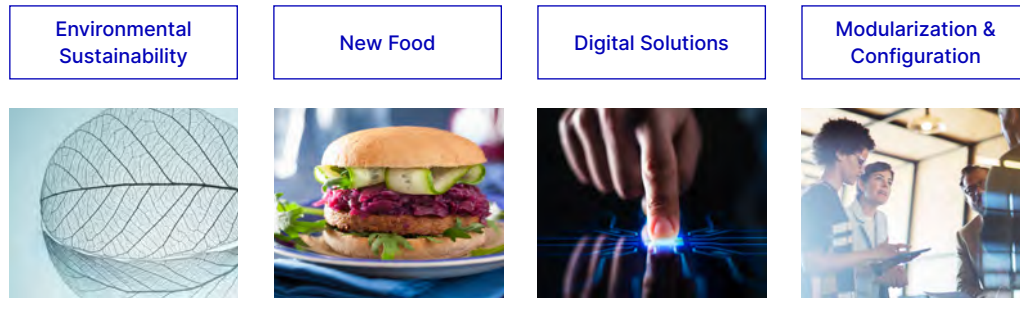 Environmental
Sustainability
New Food
Digital Solutions
Modularization &
Configuration